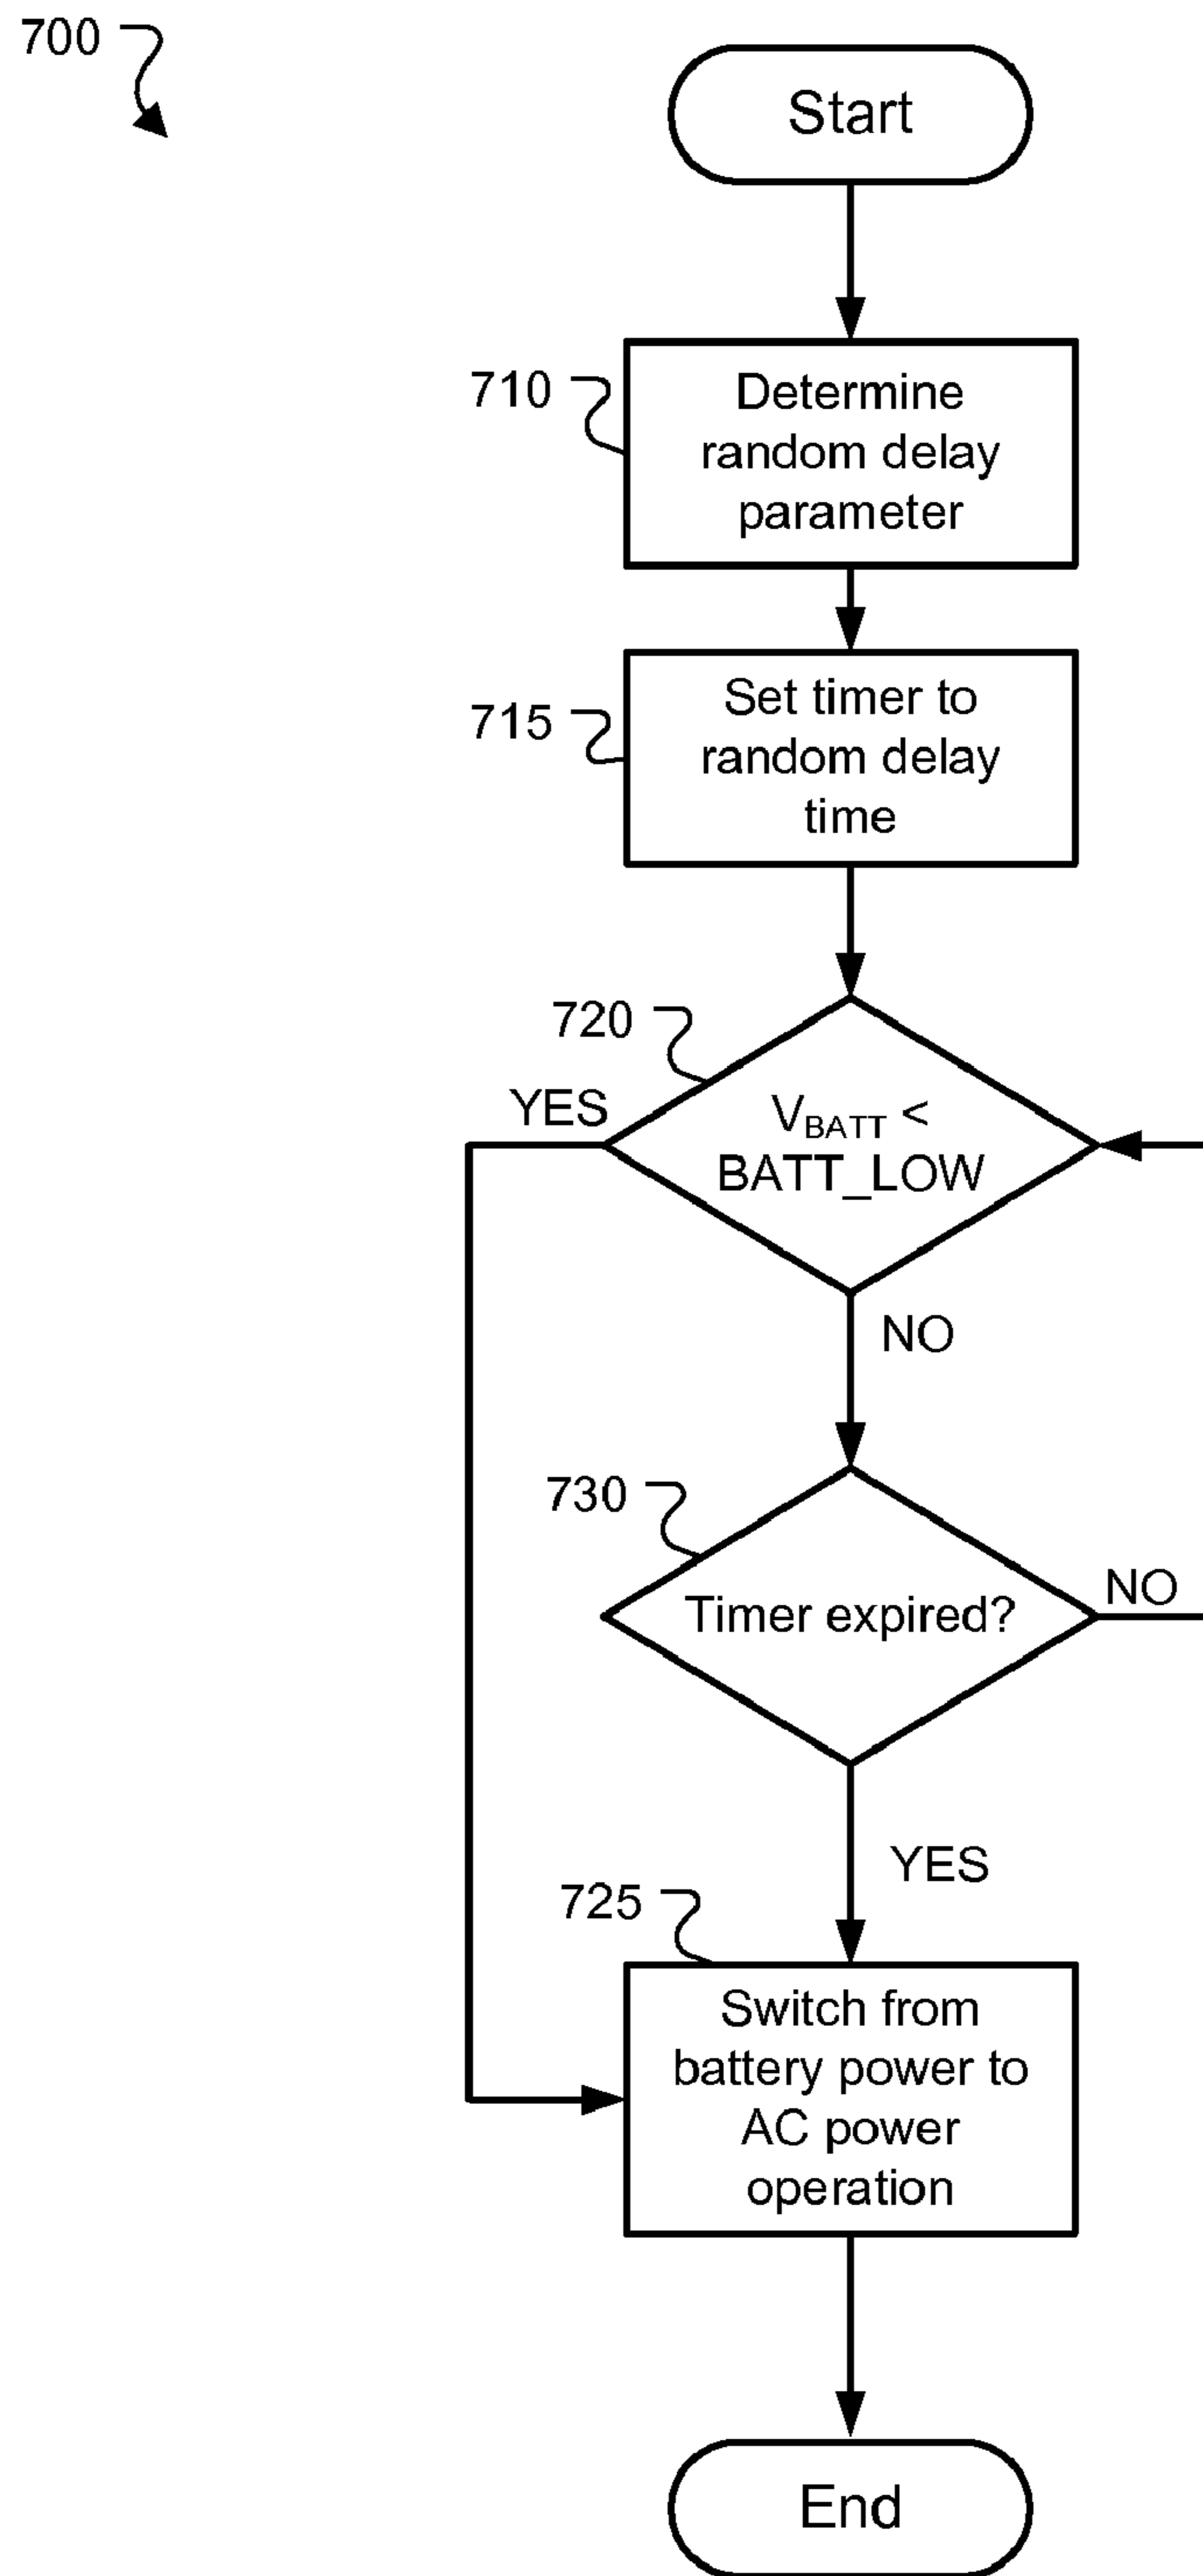 700
Start
710
Determine
random delay
parameter
715
Set timer to
random delay
time
720
YES
V_BATT <
BATT_LOW
NO
730
Timer expired?
NO
YES
725
Switch from
battery power to
AC power
operation
End